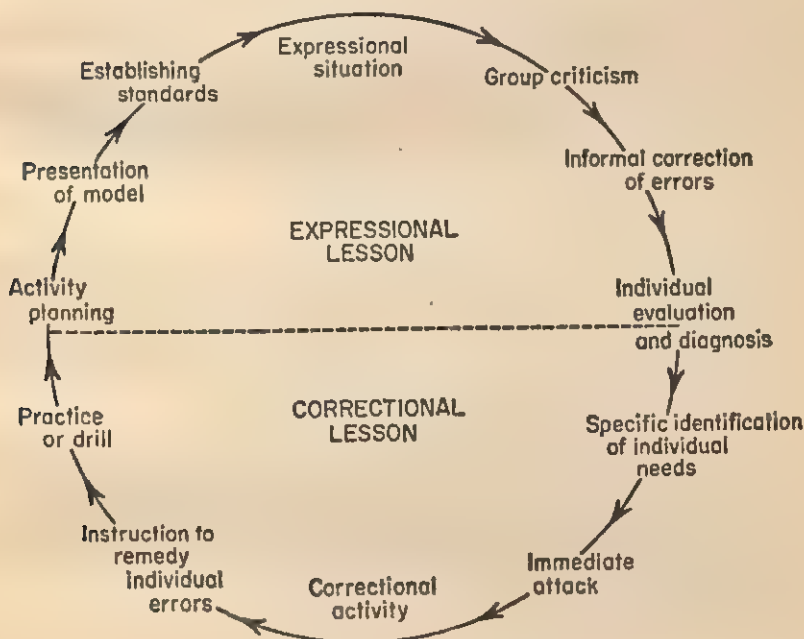 Expressional
situation
Establishing
standards
Group criticism
Presentation
of model
Informal correction
of errors
EXPRESSIONAL
LESSON
Activity
planning
Individual
evaluation
and diagnosis
CORRECTIONAL
LESSON
Practice
or drill
Specific identification
of individual
needs
Instruction to
remedy
individual
errors
Correctional
activity
Immediate
attack